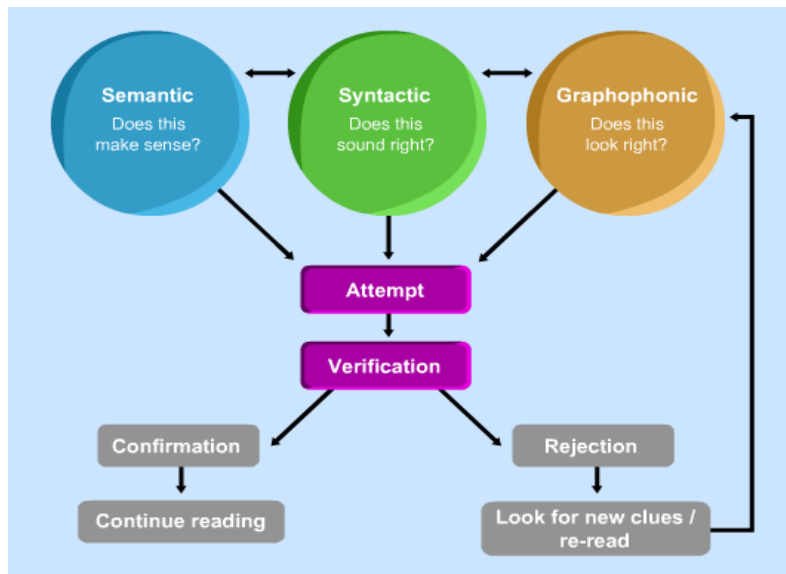 Semantic
Does this
make sense?
Syntactic
Does this
sound right?
Graphophonic
Does this
look right?
Attempt
Verification
Confirmation
Rejection
Continue reading
Look for new clues /
re-read